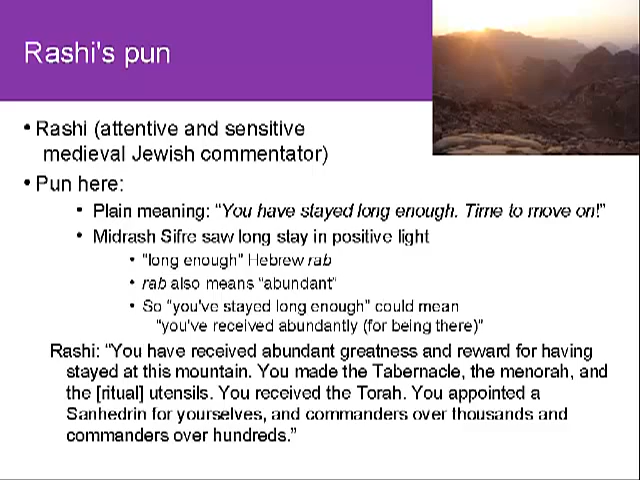 Rashi's pun
• Rashi (attentive and sensitive
medieval Jewish commentator)
• Pun here:
• Plain meaning: “You have stayed long enough. Time to move on!”
• Midrash Sifre saw long stay in positive light
• “long enough” Hebrew rab
• rab also means “abundant”
• So “you've stayed long enough” could mean
“you've received abundantly (for being there)”
Rashi: “You have received abundant greatness and reward for having
stayed at this mountain. You made the Tabernacle, the menorah, and
the [ritual] utensils. You received the Torah. You appointed a
Sanhedrin for yourselves, and commanders over thousands and
commanders over hundreds.”